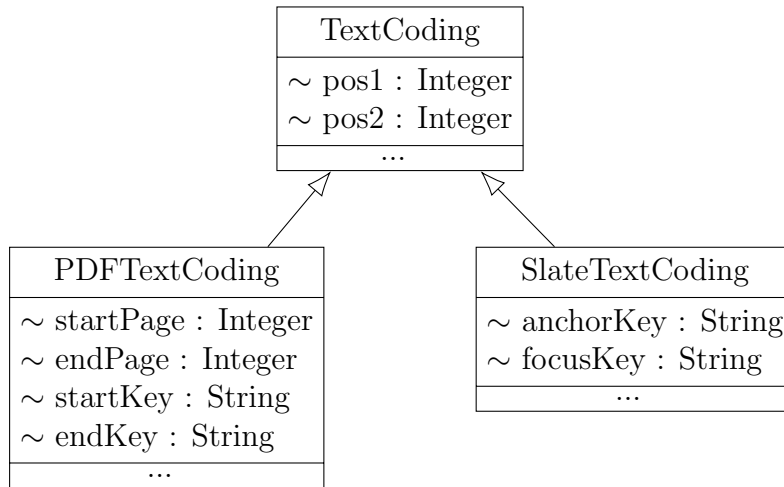 TextCoding
∼ pos1 : Integer
∼ pos2 : Integer
...
PDFTextCoding
∼ startPage : Integer
∼ endPage : Integer
∼ startKey : String
∼ endKey : String
...
SlateTextCoding
∼ anchorKey : String
∼ focusKey : String
...